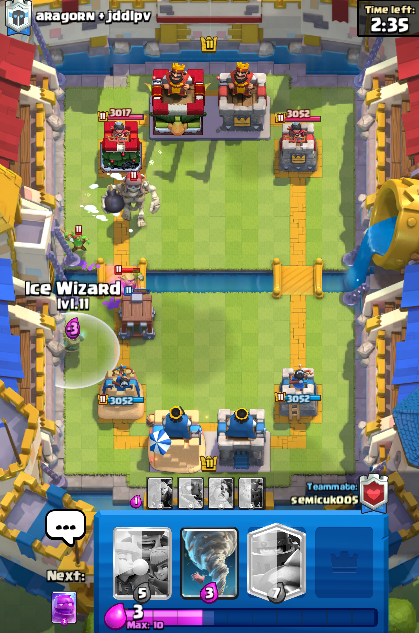 aragorn + jddlpv
Time left:
2:35
3017
3052
Ice Wizard
lvl.11
3
3052
3052
Teammate:
semicuk005
Next:
5
3
7
3
Max: 10